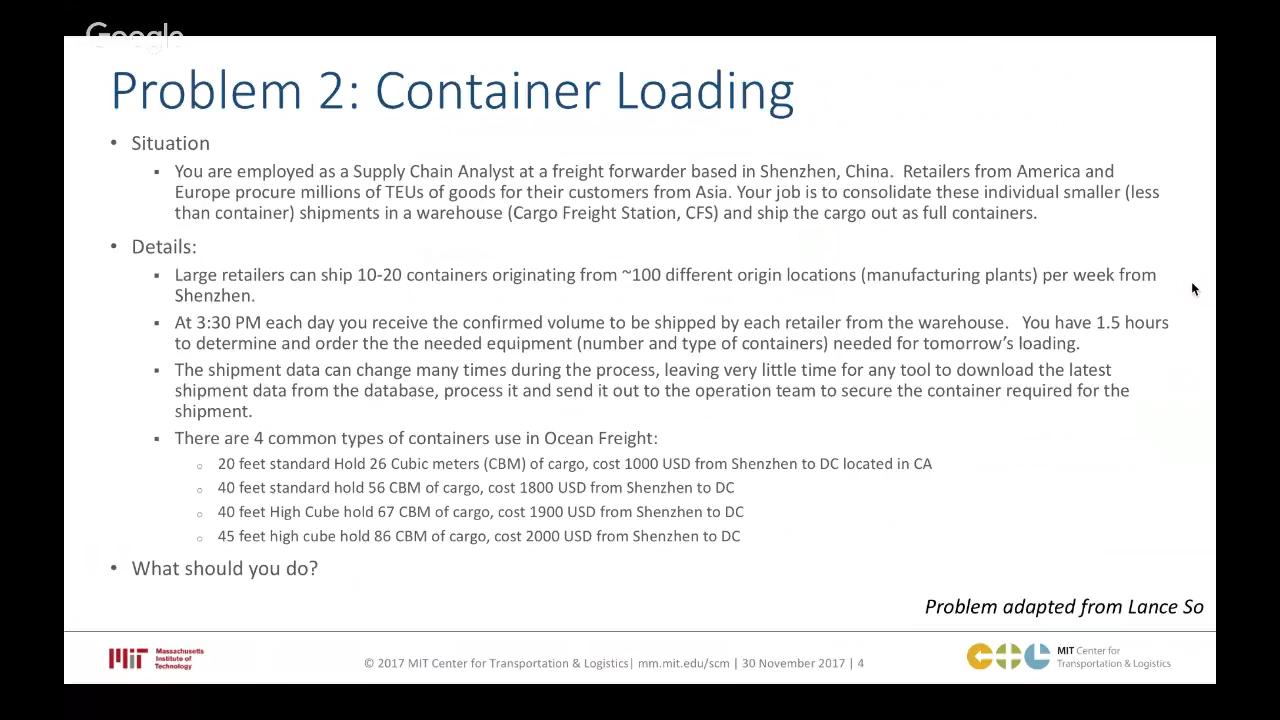 Google
Problem 2: Container Loading
• Situation
▪ You are employed as a Supply Chain Analyst at a freight forwarder based in Shenzhen, China.  Retailers from America and
Europe procure millions of TEUs of goods for their customers from Asia. Your job is to consolidate these individual smaller (less
than container) shipments in a warehouse (Cargo Freight Station, CFS) and ship the cargo out as full containers.
• Details:
▪ Large retailers can ship 10-20 containers originating from ~100 different origin locations (manufacturing plants) per week from
Shenzhen.
▪ At 3:30 PM each day you receive the confirmed volume to be shipped by each retailer from the warehouse.   You have 1.5 hours
to determine and order the the needed equipment (number and type of containers) needed for tomorrow's loading.
▪ The shipment data can change many times during the process, leaving very little time for any tool to download the latest
shipment data from the database, process it and send it out to the operation team to secure the container required for the
shipment.
▪ There are 4 common types of containers use in Ocean Freight:
○ 20 feet standard Hold 26 Cubic meters (CBM) of cargo, cost 1000 USD from Shenzhen to DC located in CA
○ 40 feet standard hold 56 CBM of cargo, cost 1800 USD from Shenzhen to DC
○ 40 feet High Cube hold 67 CBM of cargo, cost 1900 USD from Shenzhen to DC
○ 45 feet high cube hold 86 CBM of cargo, cost 2000 USD from Shenzhen to DC
• What should you do?
Problem adapted from Lance So
MIT Massachusetts
Institute of
Technology
© 2017 MIT Center for Transportation & Logistics| mm.mit.edu/scm | 30 November 2017 | 4
CTL MIT Center for
Transportation & Logistics